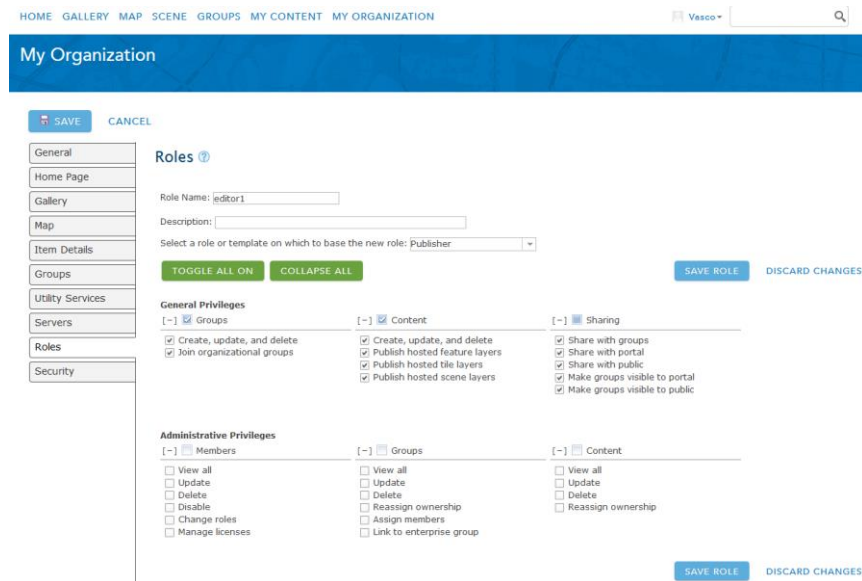 HOME GALLERY MAP SCENE GROUPS MY CONTENT MY ORGANIZATION Vasco
My Organization
SAVE CANCEL
General
Home Page
Gallery
Map
Item Details
Groups
Utility Services
Servers
Roles
Security
Roles ?
Role Name: editor1
Description:
Select a role or template on which to base the new role: Publisher
TOGGLE ALL ON COLLAPSE ALL SAVE ROLE DISCARD CHANGES
General Privileges
[-] Groups
Create, update, and delete
Join organizational groups
[-] Content
Create, update, and delete
Publish hosted feature layers
Publish hosted tile layers
Publish hosted scene layers
[-] Sharing
Share with groups
Share with portal
Share with public
Make groups visible to portal
Make groups visible to public
Administrative Privileges
[-] Members
View all
Update
Delete
Disable
Change roles
Manage licenses
[-] Groups
View all
Update
Delete
Reassign ownership
Assign members
Link to enterprise group
[-] Content
View all
Update
Delete
Reassign ownership
SAVE ROLE DISCARD CHANGES